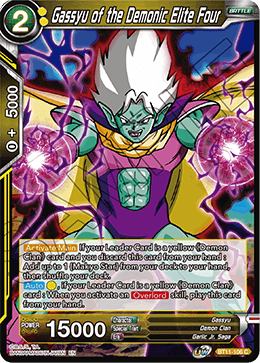 BATTLE
2
Gassyu of the Demonic Elite Four
+ 5000
Activate Main If your Leader Card is a yellow 《Demon
Clan》 card and you discard this card from your hand :
Add up to 1 {Makyo Star} from your deck to your hand,
then shuffle your deck.
Auto , if your Leader Card is a yellow 《Demon
Clan》 card : When you activate an Overlord skill, play this card
from your hand.
POWER
15000
Character
Gassyu
Special Trait
Demon Clan
Era
Garlic Jr. Saga
BT11-106 C